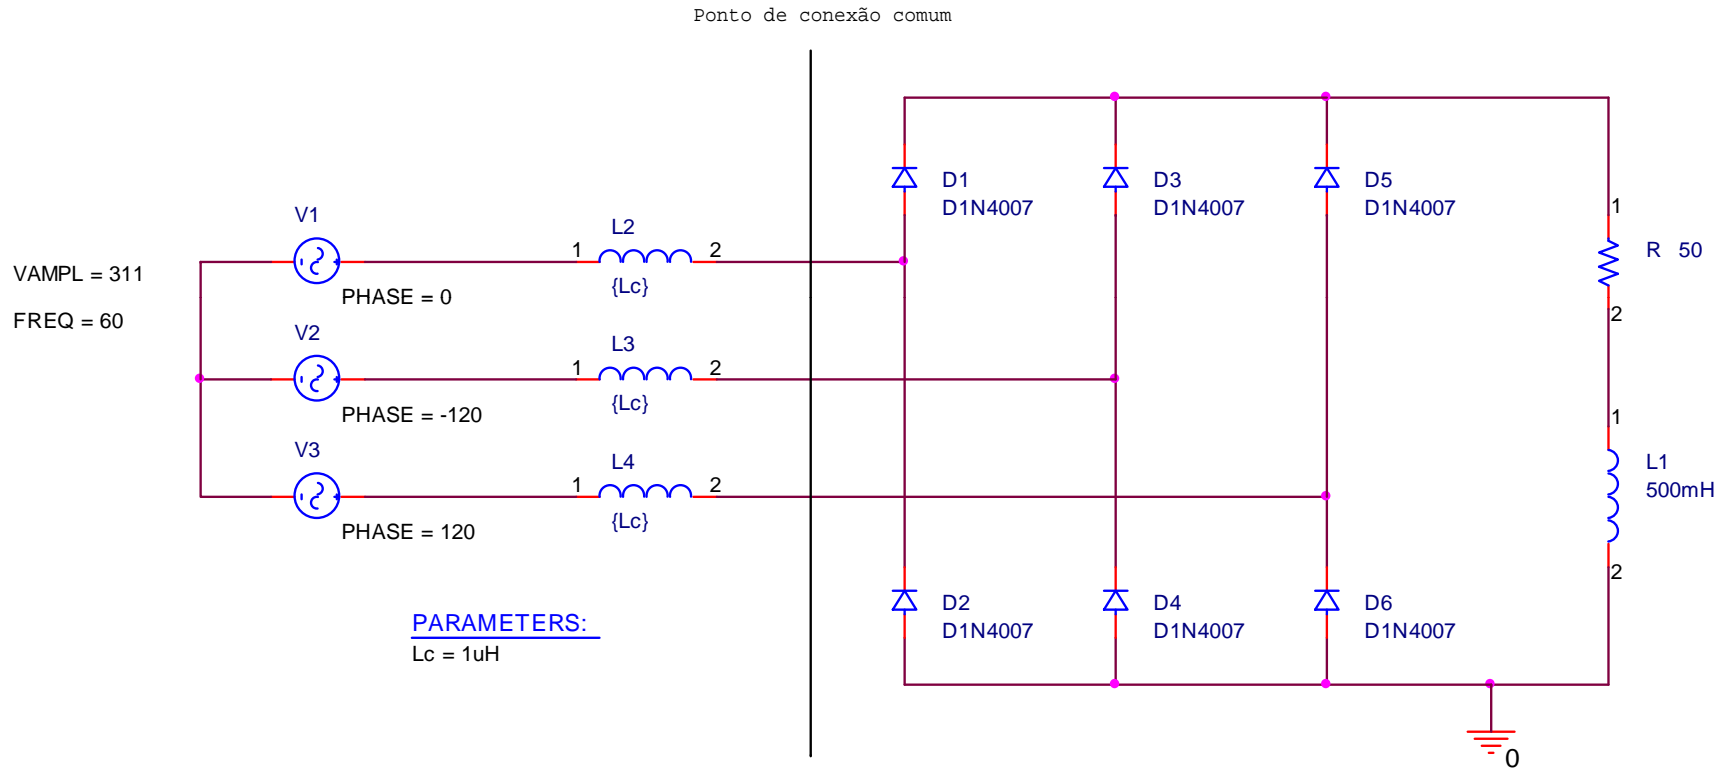 Ponto de conexão comum
VAMPL = 311
FREQ = 60
V1
PHASE = 0
V2
PHASE = -120
V3
PHASE = 120
1 L2 2
{Lc}
1 L3 2
{Lc}
1 L4 2
{Lc}
PARAMETERS:
Lc = 1uH
D1
D1N4007
D3
D1N4007
D5
D1N4007
D2
D1N4007
D4
D1N4007
D6
D1N4007
1
R 50
2
1
L1
500mH
2
0